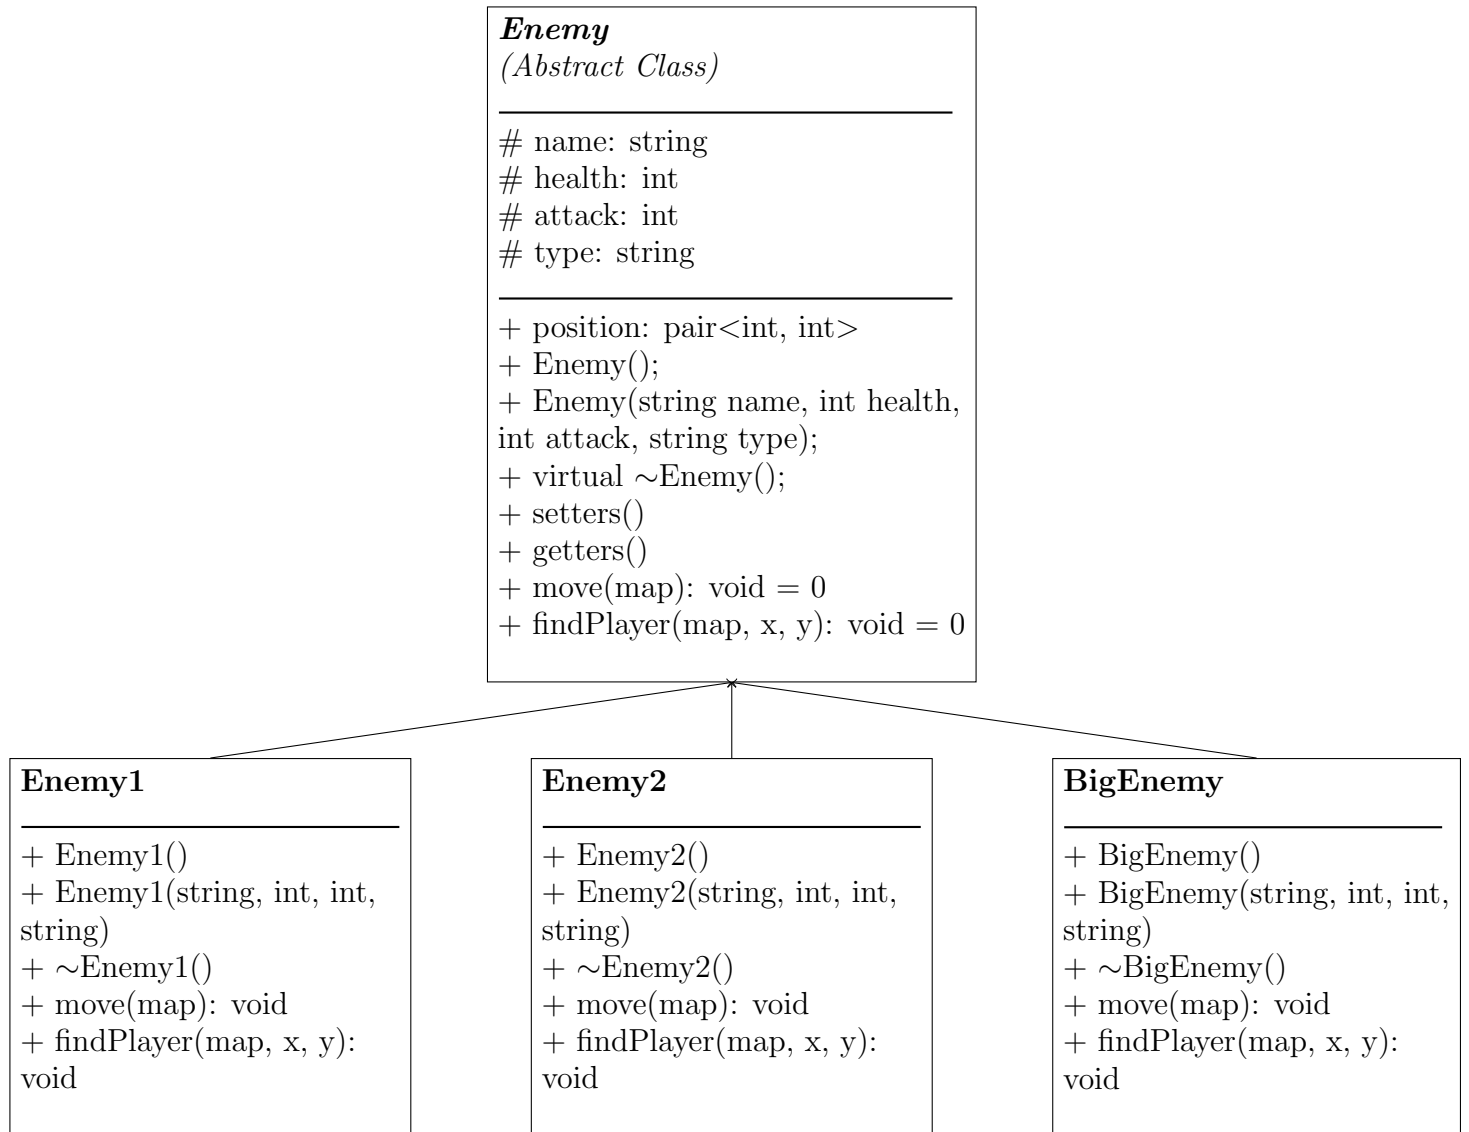 Enemy
(Abstract Class)
# name: string
# health: int
# attack: int
# type: string
+ position: pair<int, int>
+ Enemy();
+ Enemy(string name, int health,
int attack, string type);
+ virtual ~Enemy();
+ setters()
+ getters()
+ move(map): void = 0
+ findPlayer(map, x, y): void = 0
Enemy1
+ Enemy1()
+ Enemy1(string, int, int,
string)
+ ~Enemy1()
+ move(map): void
+ findPlayer(map, x, y):
void
Enemy2
+ Enemy2()
+ Enemy2(string, int, int,
string)
+ ~Enemy2()
+ move(map): void
+ findPlayer(map, x, y):
void
BigEnemy
+ BigEnemy()
+ BigEnemy(string, int, int,
string)
+ ~BigEnemy()
+ move(map): void
+ findPlayer(map, x, y):
void